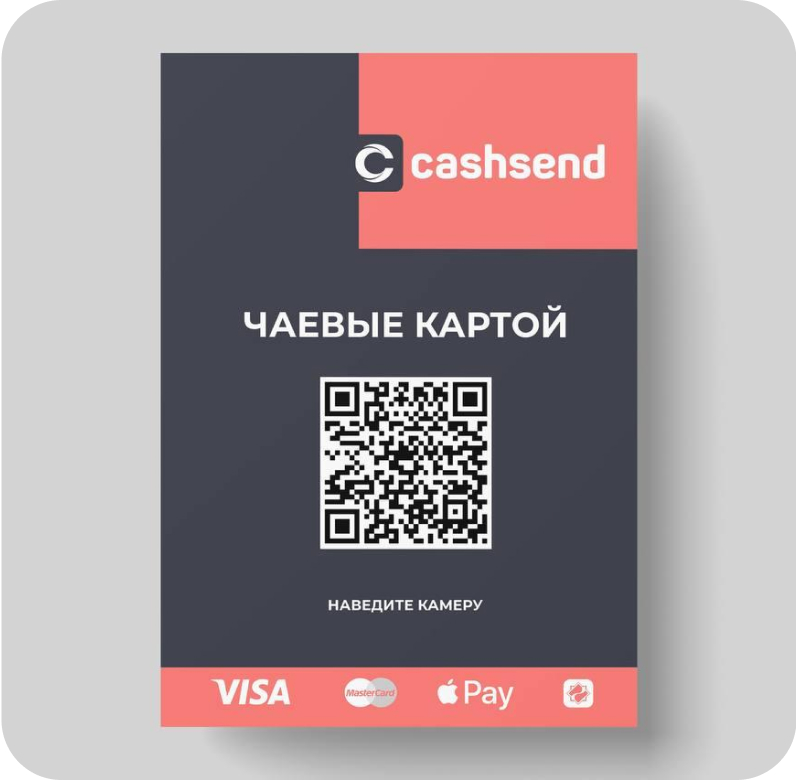 cashsend
ЧАЕВЫЕ КАРТОЙ
НАВЕДИТЕ КАМЕРУ
VISA
MasterCard
Pay